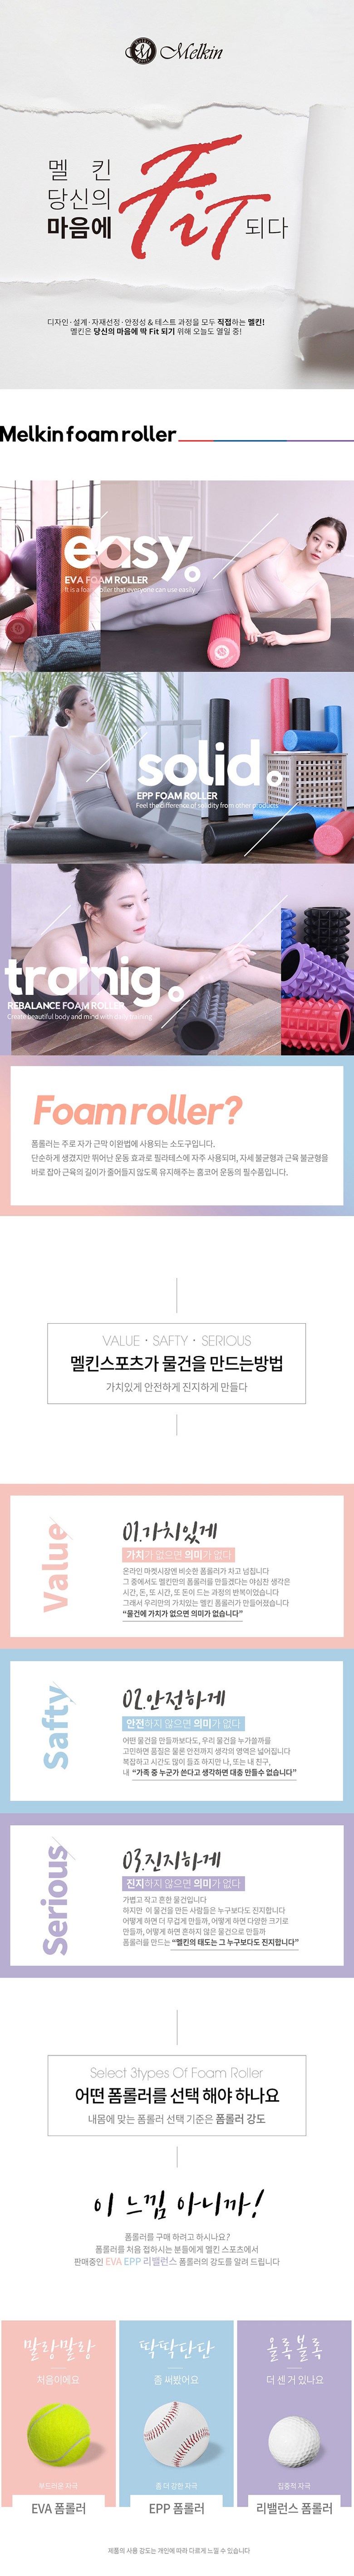 Melkin
멜 킨
당신의
마음에
FiT
되다
디자인·설계·자재선정·안정성 & 테스트 과정을 모두 직접하는 멜킨!
멜킨은 당신의 마음에 딱 Fit 되기 위해 오늘도 열일 중!
Melkin foam roller
easy.
EVA FOAM ROLLER
It is a foam roller that everyone can use easily
solid.
EPP FOAM ROLLER
Feel the difference of solidity from other products
trainig.
REBALANCE FOAM ROLLER
Create beautiful body and mind with daily training
Foam roller?
폼롤러는 주로 자가 근막 이완법에 사용되는 소도구입니다.
단순하게 생겼지만 뛰어난 운동 효과로 필라테스에 자주 사용되며, 자세 불균형과 근육 불균형을
바로 잡아 근육의 길이가 줄어들지 않도록 유지해주는 홈코어 운동의 필수품입니다.
VALUE · SAFTY · SERIOUS
멜킨스포츠가 물건을 만드는방법
가치있게 안전하게 진지하게 만들다
Value
01.가치있게
가치가 없으면 의미가 없다
온라인 마켓시장엔 비슷한 폼롤러가 차고 넘칩니다
그 중에서도 멜킨만의 폼롤러를 만들겠다는 야심찬 생각은
시간, 돈, 또 시간, 또 돈이 드는 과정의 반복이었습니다
그래서 우리만의 가치있는 멜킨 폼롤러가 만들어졌습니다
“물건에 가치가 없으면 의미가 없습니다”
Safty
02.안전하게
안전하지 않으면 의미가 없다
어떤 물건을 만들까보다도, 우리 물건을 누가쓸까를
고민하면 품질은 물론 안전까지 생각의 영역은 넓어집니다
복잡하고 시간도 많이 들죠 하지만 나, 또는 내 친구,
내 “가족 중 누군가 쓴다고 생각하면 대충 만들수 없습니다”
Serious
03.진지하게
진지하지 않으면 의미가 없다
가볍고 작고 흔한 물건입니다
하지만 이 물건을 만든 사람들은 누구보다도 진지합니다
어떻게 하면 더 무겁게 만들까, 어떻게 하면 다양한 크기로
만들까, 어떻게 하면 흔하지 않은 물건으로 만들까
폼롤러를 만드는 “멜킨의 태도는 그 누구보다도 진지합니다”
Select 3types Of Foam Roller
어떤 폼롤러를 선택 해야 하나요
내몸에 맞는 폼롤러 선택 기준은 폼롤러 강도
이 느낌 아니까!
폼롤러를 구매 하려고 하시나요?
폼롤러를 처음 접하시는 분들에게 멜킨 스포츠에서
판매중인 EVA EPP 리밸런스 폼롤러의 강도를 알려 드립니다
말랑말랑
처음이에요
부드러운 자극
EVA 폼롤러
딱딱단단
좀 써봤어요
좀 더 강한 자극
EPP 폼롤러
올록볼록
더 센 거 있나요
집중적 자극
리밸런스 폼롤러
제품의 사용 강도는 개인에 따라 다르게 느낄 수 있습니다